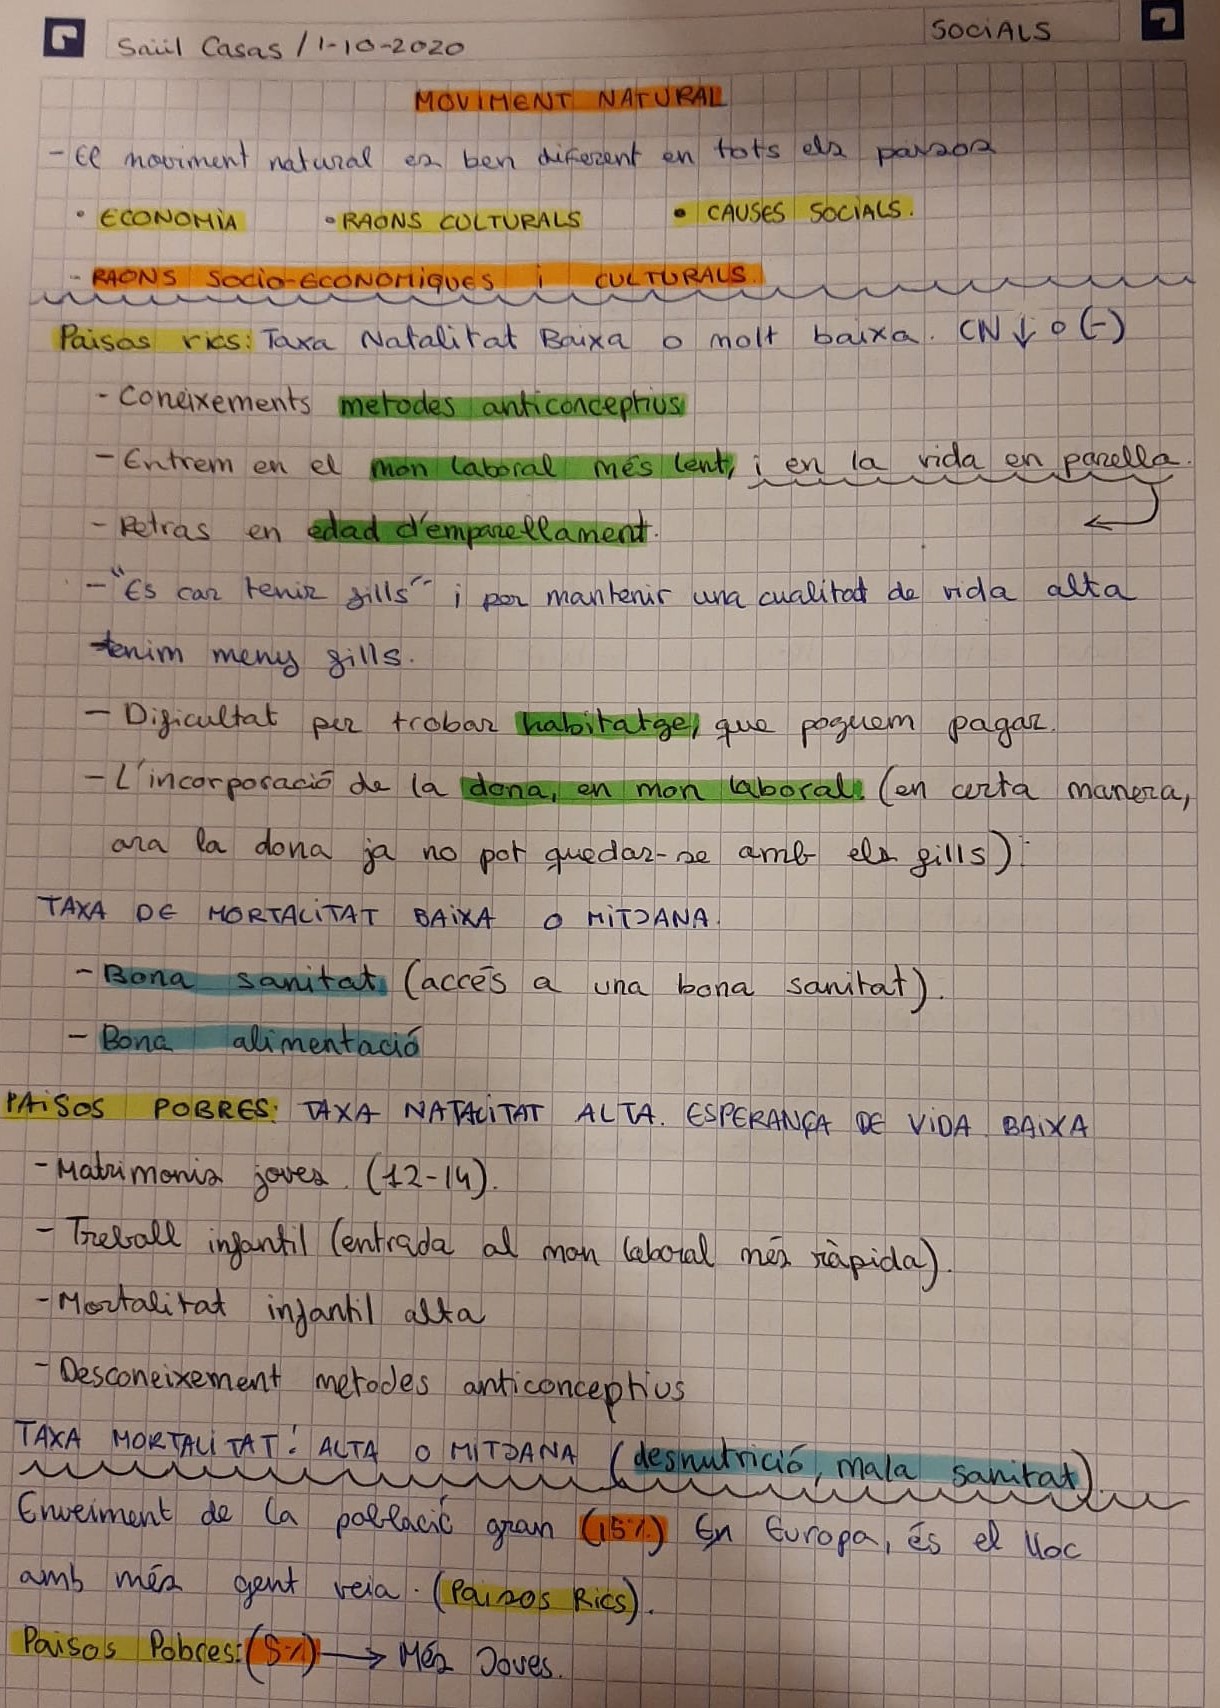 Saül Casas / 1-10-2020
SOCiALS
MOVIMENT NATURAL
- El moviment natural es ben diferent en tots els països
• ECONOMiA • RAONS CULTURALS • CAUSES SOCiALS.
- RAONS SOCiO-ECONOMiQUES i CULTURALS.
Països rics: Taxa Natalitat Baixa o molt baixa. CN ↓ o (-)
- Coneixements metodes anticonceptius
- Entrem en el mon laboral més lent, i en la vida en parella.
- Retras en edad d'emparellament.
- "Es car tenir fills" i per mantenir una cualitat de vida alta
tenim meny fills.
- Dificultat per trobar habitatge, que poguem pagar.
- L'incorporació de la dona, en mon laboral. (en certa manera,
ara la dona ja no pot quedar-se amb els fills).
TAXA DE MORTALiTAT BAiXA O MiTJANA.
- Bona sanitat (accés a una bona sanitat).
- Bona alimentació
PAiSOS POBRES: TAXA NATALiTAT ALTA. ESPERANÇA DE ViDA BAiXA
- Matrimonis joves. (12-14).
- Treball infantil (entrada al mon laboral més ràpida).
- Mortalitat infantil alta
- Desconeixement metodes anticonceptius
TAXA MORTALiTAT: ALTA O MiTJANA (desnutrició, mala sanitat)
Enveiment de la població gran (15%) En Europa, és el lloc
amb més gent veia. (Països Rics).
Països Pobres: (5%) → Més Joves.